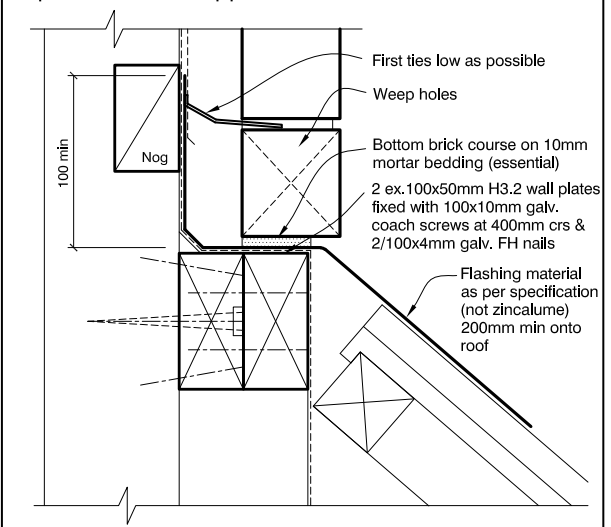 First ties low as possible
Weep holes
Bottom brick course on 10mm
mortar bedding (essential)
2 ex.100x50mm H3.2 wall plates
fixed with 100x10mm galv.
coach screws at 400mm crs &
2/100x4mm galv. FH nails
Flashing material
as per specification
(not zincalume)
200mm min onto
roof
100 min
Nog